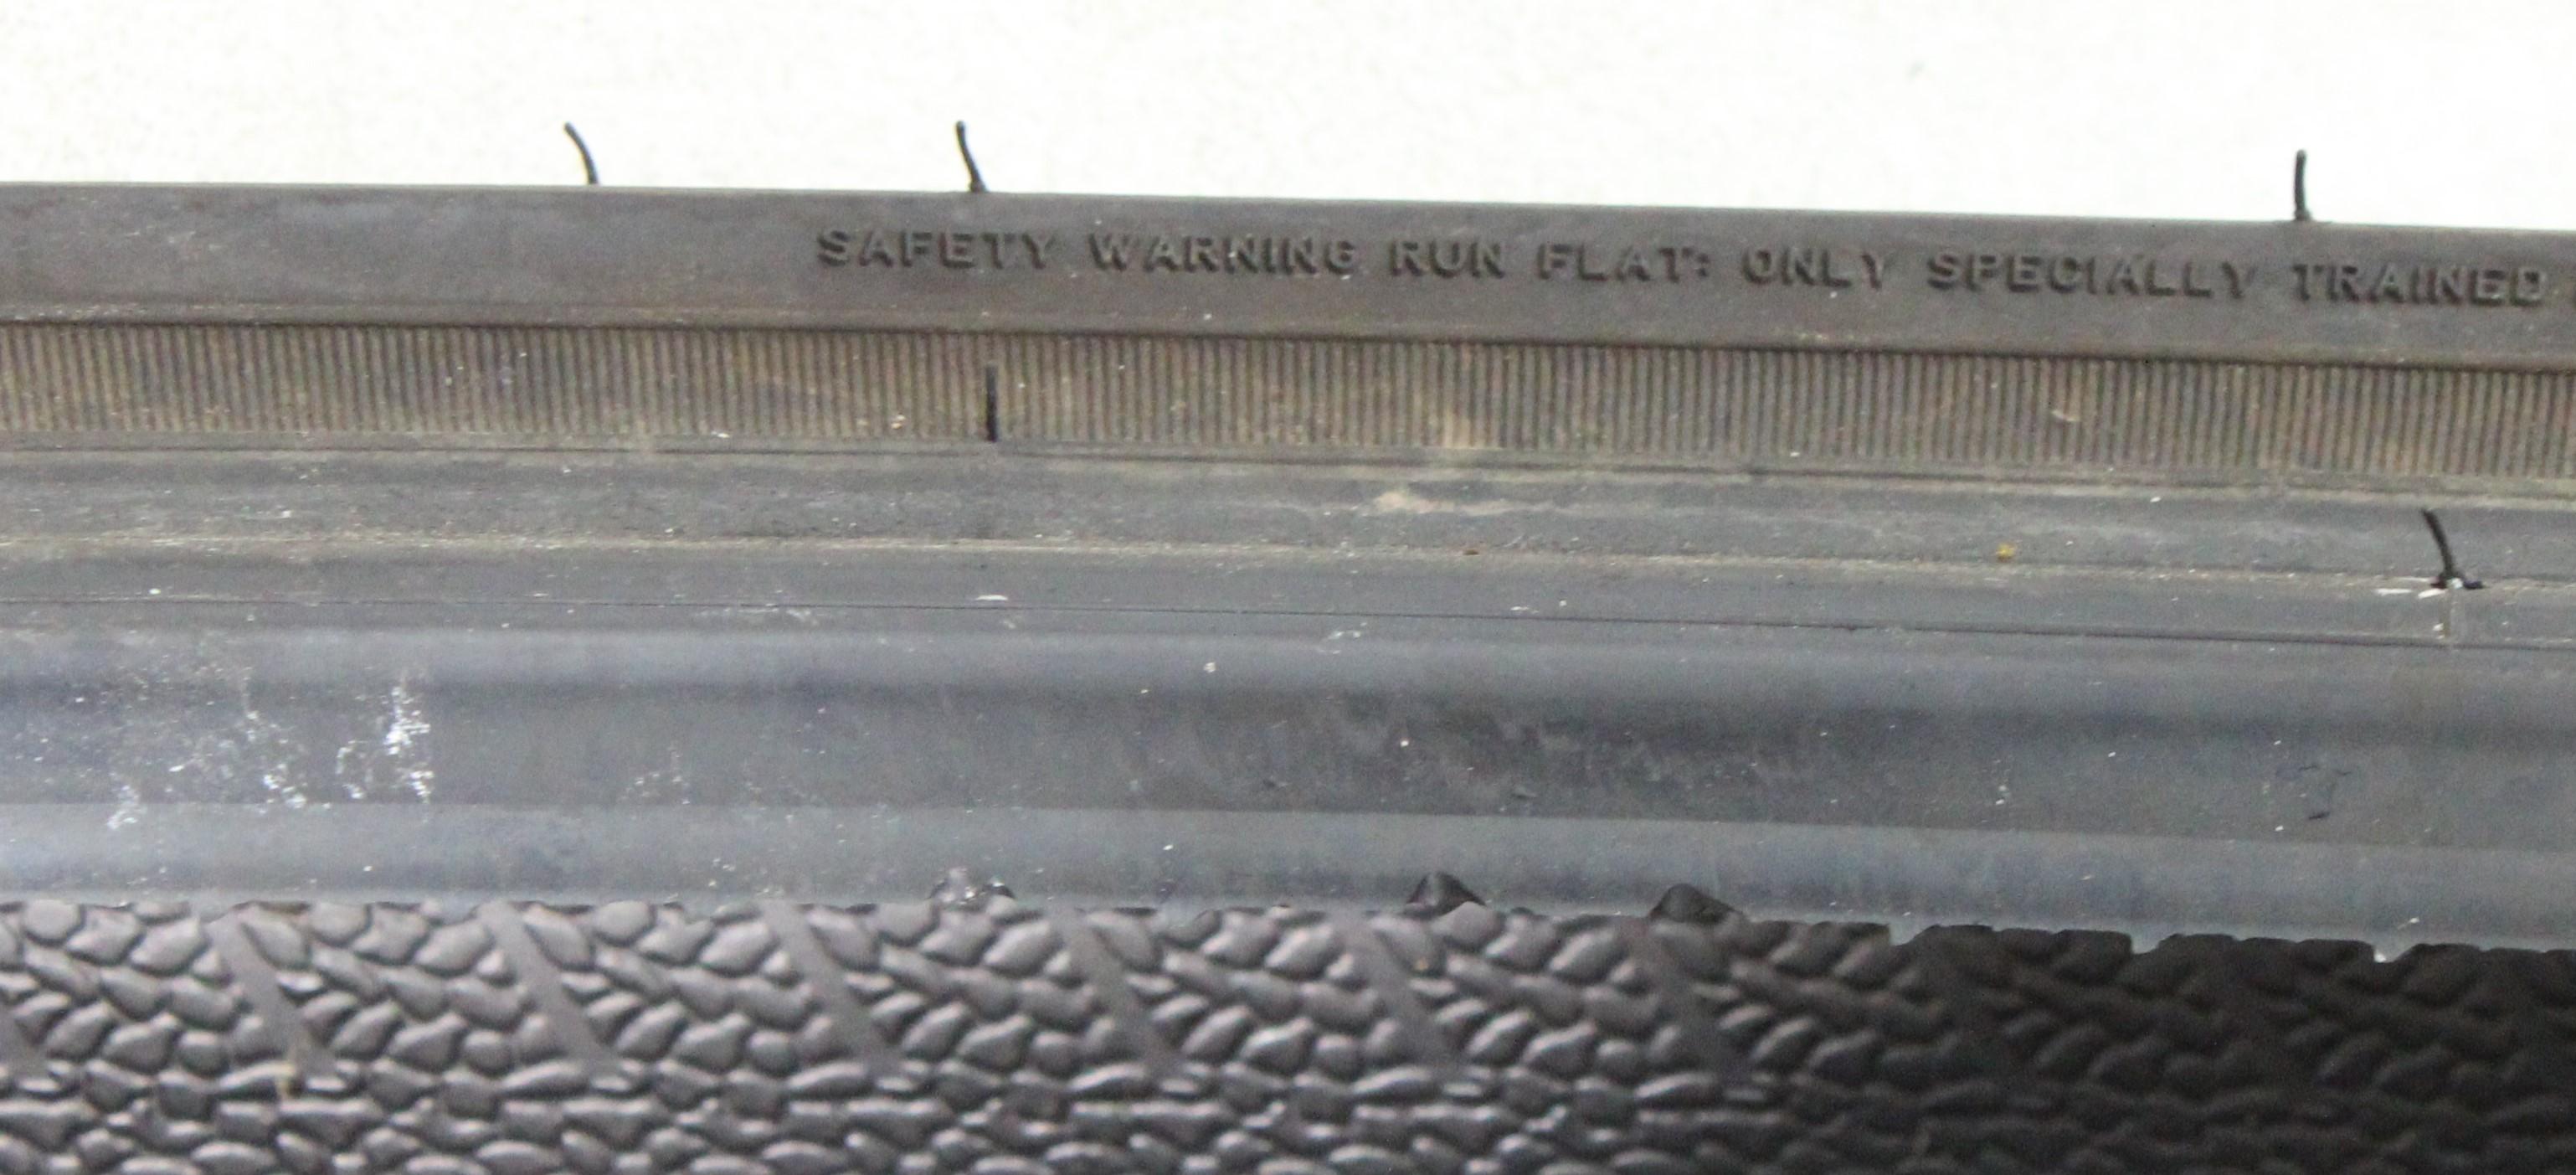 SAFETY WARNING RUN FLAT: ONLY SPECIALLY TRAINED